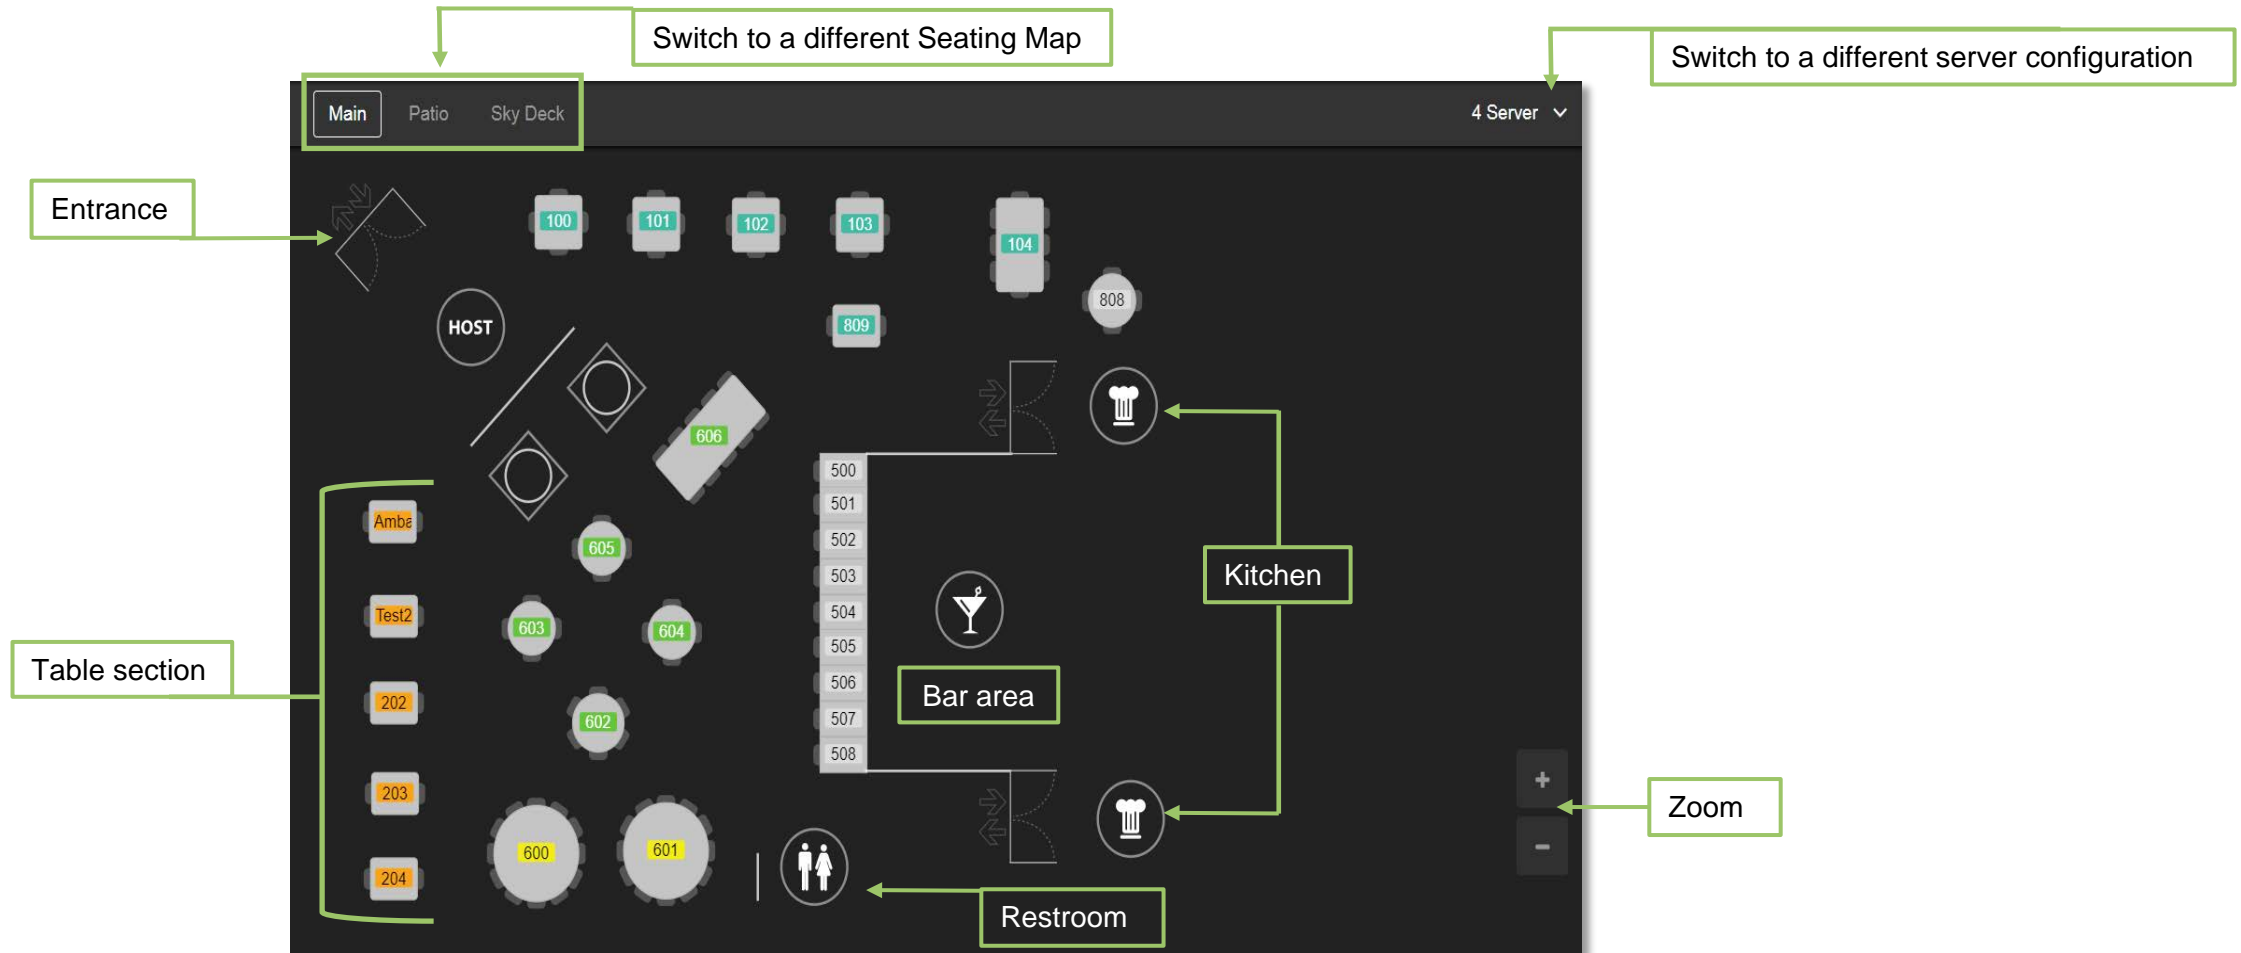 Switch to a different Seating Map
Switch to a different server configuration
Main Patio Sky Deck
4 Server
Entrance
100 101 102 103
104
808
HOST
809
606
500
501
Amba
502
605
503
Kitchen
504
Test2
603 604
505
Table section
506
Bar area
202
602
507
508
+
203
Zoom
600 601
-
204
Restroom